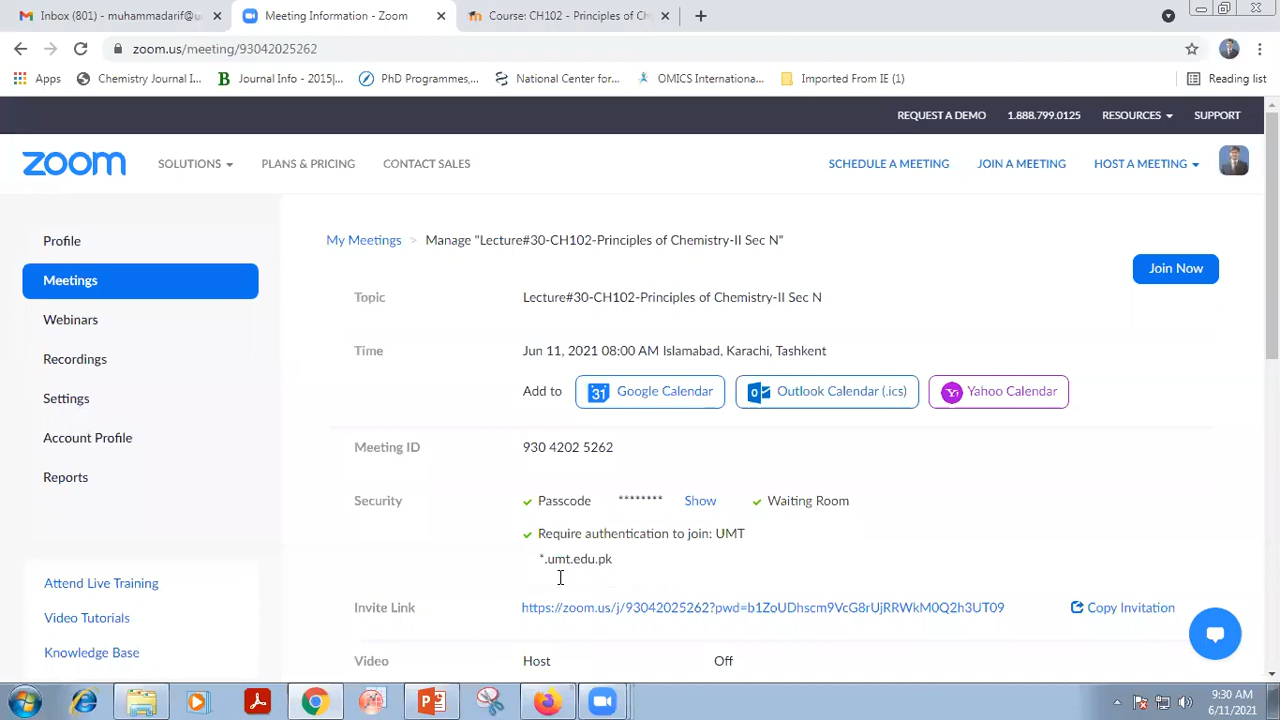 Inbox (801) - muhammadarif@u
Meeting Information - Zoom
Course: CH102 - Principles of Ch
zoom.us/meeting/93042025262
Apps
Chemistry Journal I...
Journal Info - 2015|...
PhD Programmes,...
National Center for...
OMICS Internationa...
Imported From IE (1)
Reading list
REQUEST A DEMO
1.888.799.0125
RESOURCES
SUPPORT
zoom
SOLUTIONS
PLANS & PRICING
CONTACT SALES
SCHEDULE A MEETING
JOIN A MEETING
HOST A MEETING
Profile
Meetings
Webinars
Recordings
Settings
Account Profile
Reports
Attend Live Training
Video Tutorials
Knowledge Base
My Meetings > Manage "Lecture#30-CH102-Principles of Chemistry-II Sec N"
Join Now
Topic
Lecture#30-CH102-Principles of Chemistry-II Sec N
Time
Jun 11, 2021 08:00 AM Islamabad, Karachi, Tashkent
Add to
31 Google Calendar
Outlook Calendar (.ics)
Yahoo Calendar
Meeting ID
930 4202 5262
Security
Passcode ******** Show
Waiting Room
Require authentication to join: UMT
*.umt.edu.pk
Invite Link
https://zoom.us/j/93042025262?pwd=b1ZoUDhscm9VcG8rUjRRWkM0Q2h3UT09
Copy Invitation
Video
Host
Off
9:30 AM
6/11/2021